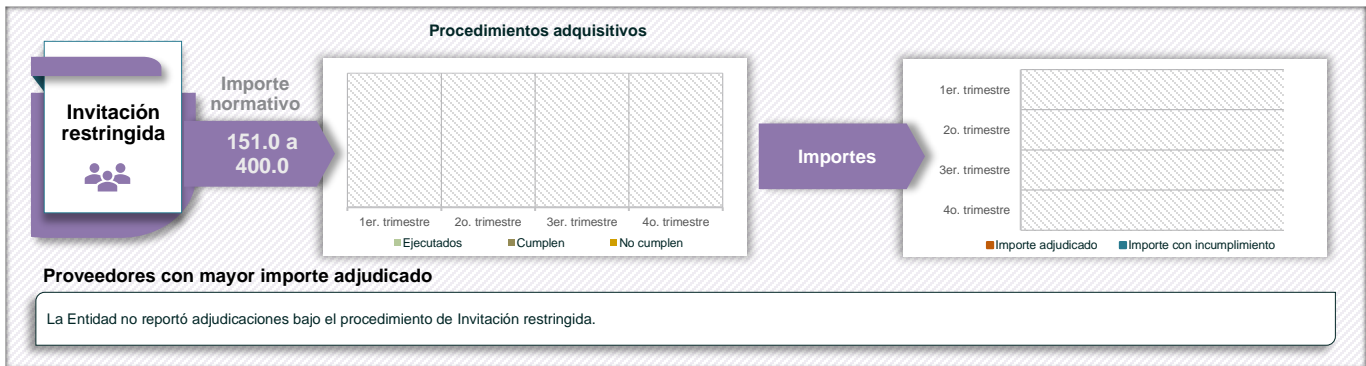 Procedimientos adquisitivos
Invitación
restringida
Importe
normativo
151.0 a
400.0
1er. trimestre 2o. trimestre 3er. trimestre 4o. trimestre
Ejecutados Cumplen No cumplen
Importes
1er. trimestre
2o. trimestre
3er. trimestre
4o. trimestre
Importe adjudicado Importe con incumplimiento
Proveedores con mayor importe adjudicado
La Entidad no reportó adjudicaciones bajo el procedimiento de Invitación restringida.